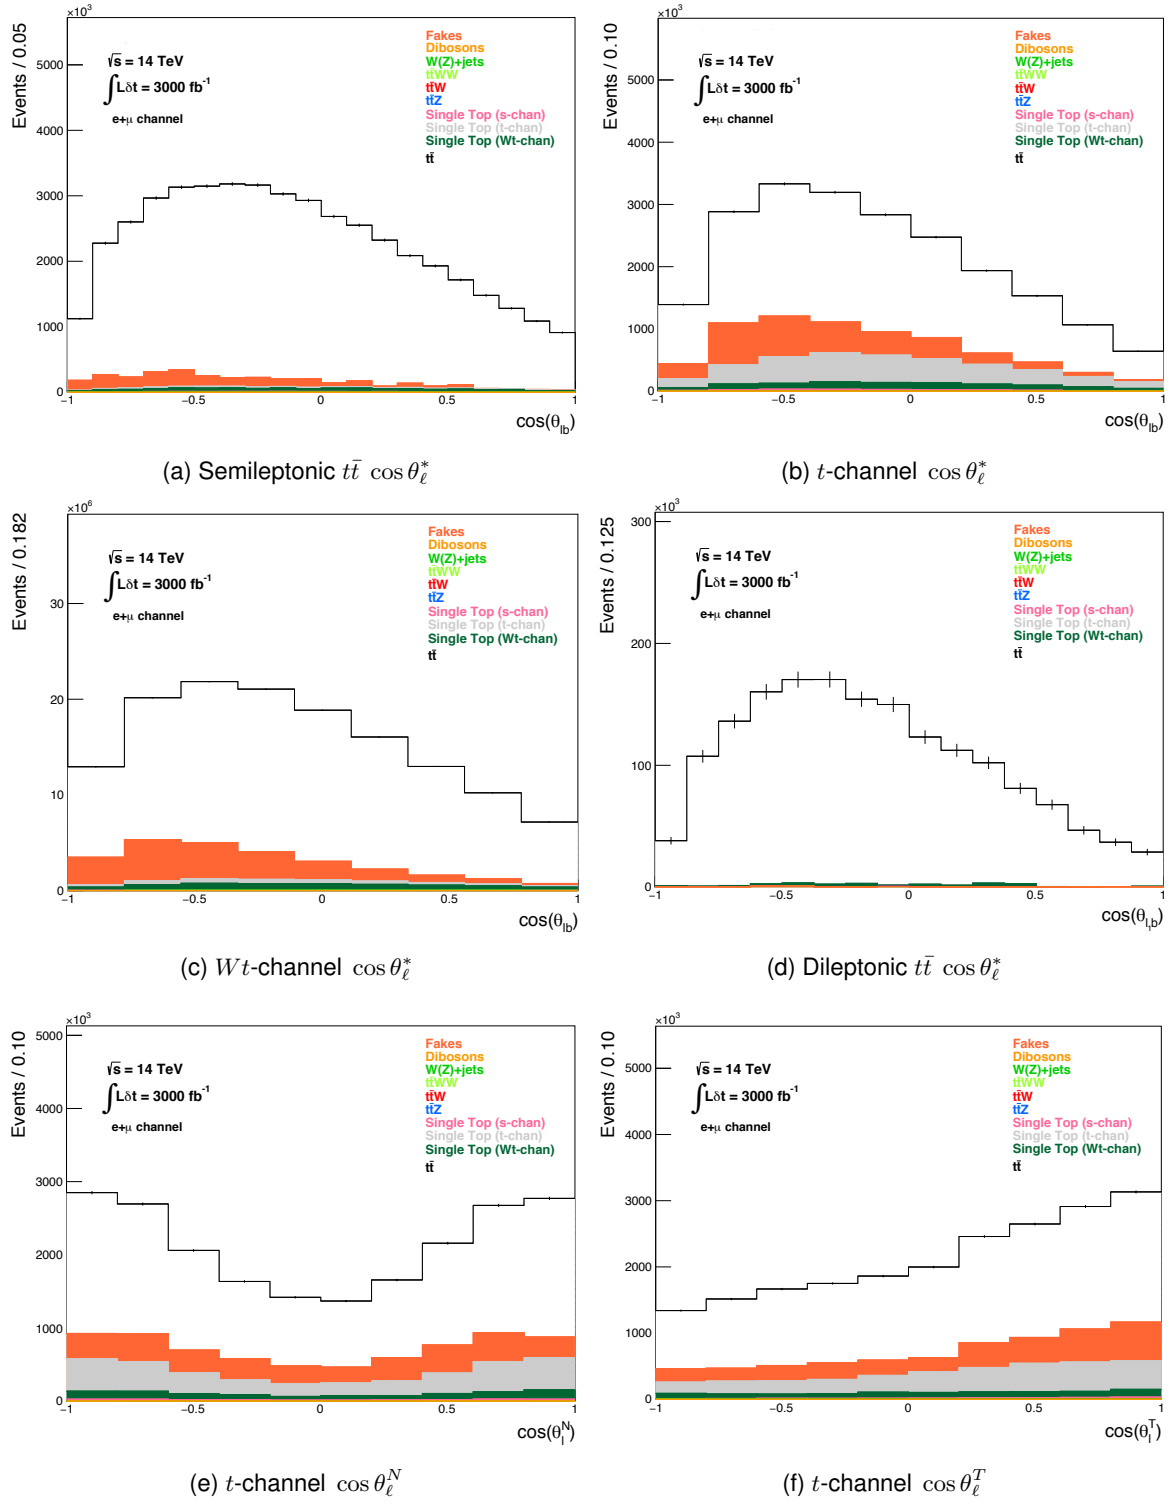 ×10³
Events / 0.05
5000
4000
3000
2000
1000
0
−1
−0.5
0
0.5
1
cos(θ_lb)
√s = 14 TeV
∫Lδt = 3000 fb⁻¹
e+μ channel
Fakes
Dibosons
W(Z)+jets
tt̄WW
tt̄W
tt̄Z
Single Top (s-chan)
Single Top (t-chan)
Single Top (Wt-chan)
tt̄
(a) Semileptonic tt̄ cos θ*_ℓ
×10³
Events / 0.10
6000
5000
4000
3000
2000
1000
0
−1
−0.5
0
0.5
1
cos(θ_lb)
√s = 14 TeV
∫Lδt = 3000 fb⁻¹
e+μ channel
Fakes
Dibosons
W(Z)+jets
tt̄WW
tt̄W
tt̄Z
Single Top (s-chan)
Single Top (t-chan)
Single Top (Wt-chan)
tt̄
(b) t-channel cos θ*_ℓ
×10⁶
Events / 0.182
30
20
10
0
−1
−0.5
0
0.5
1
cos(θ_lb)
√s = 14 TeV
∫Lδt = 3000 fb⁻¹
e+μ channel
Fakes
Dibosons
W(Z)+jets
tt̄WW
tt̄W
tt̄Z
Single Top (s-chan)
Single Top (t-chan)
Single Top (Wt-chan)
tt̄
(c) Wt-channel cos θ*_ℓ
×10³
Events / 0.125
300
200
100
0
−1
−0.5
0
0.5
1
cos(θ_l,b)
√s = 14 TeV
∫Lδt = 3000 fb⁻¹
e+μ channel
Fakes
Dibosons
W(Z)+jets
tt̄WW
tt̄W
tt̄Z
Single Top (s-chan)
Single Top (t-chan)
Single Top (Wt-chan)
tt̄
(d) Dileptonic tt̄ cos θ*_ℓ
×10³
Events / 0.10
5000
4000
3000
2000
1000
0
−1
−0.5
0
0.5
1
cos(θ_l^N)
√s = 14 TeV
∫Lδt = 3000 fb⁻¹
e+μ channel
Fakes
Dibosons
W(Z)+jets
tt̄WW
tt̄W
tt̄Z
Single Top (s-chan)
Single Top (t-chan)
Single Top (Wt-chan)
tt̄
(e) t-channel cos θ_ℓ^N
×10³
Events / 0.10
5000
4000
3000
2000
1000
0
−1
−0.5
0
0.5
1
cos(θ_l^T)
√s = 14 TeV
∫Lδt = 3000 fb⁻¹
e+μ channel
Fakes
Dibosons
W(Z)+jets
tt̄WW
tt̄W
tt̄Z
Single Top (s-chan)
Single Top (t-chan)
Single Top (Wt-chan)
tt̄
(f) t-channel cos θ_ℓ^T